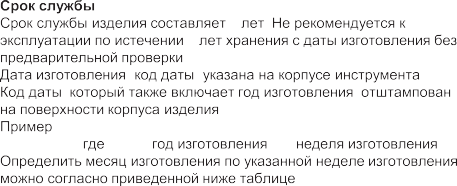 Срок службы
Срок службы изделия составляет лет Не рекомендуется к
эксплуатации по истечении лет хранения с даты изготовления без
предварительной проверки
Дата изготовления код даты указана на корпусе инструмента
Код даты который также включает год изготовления отштампован
на поверхности корпуса изделия
Пример
где год изготовления неделя изготовления
Определить месяц изготовления по указанной неделе изготовления
можно согласно приведенной ниже таблице